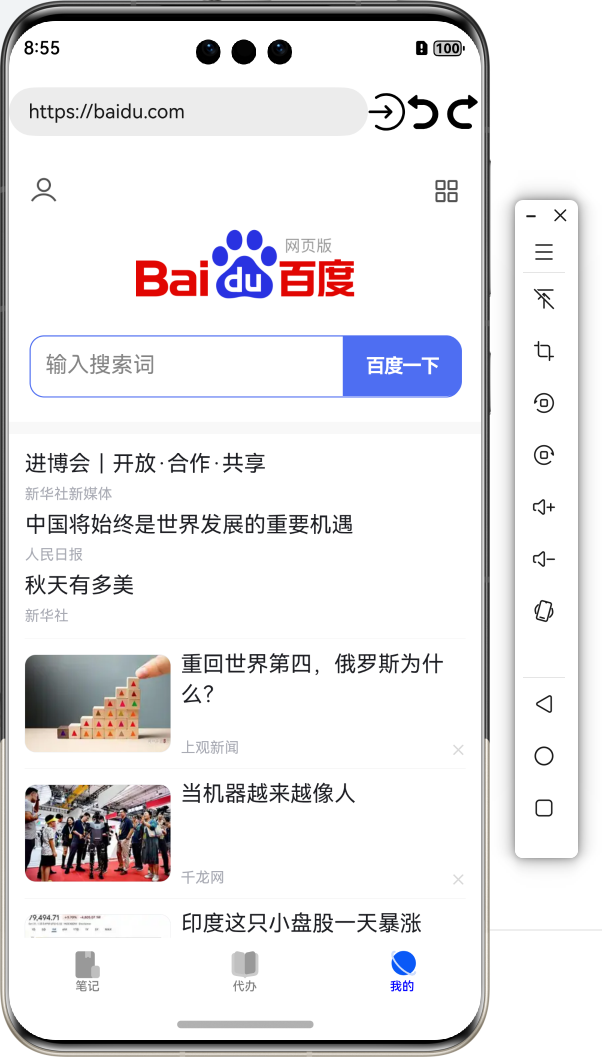 8:55
100
https://baidu.com
网页版
Bai du 百度
输入搜索词
百度一下
进博会丨开放·合作·共享
新华社新媒体
中国将始终是世界发展的重要机遇
人民日报
秋天有多美
新华社
重回世界第四，俄罗斯为什
么？
上观新闻
当机器越来越像人
千龙网
79,494.71
印度这只小盘股一天暴涨
笔记
代办
我的